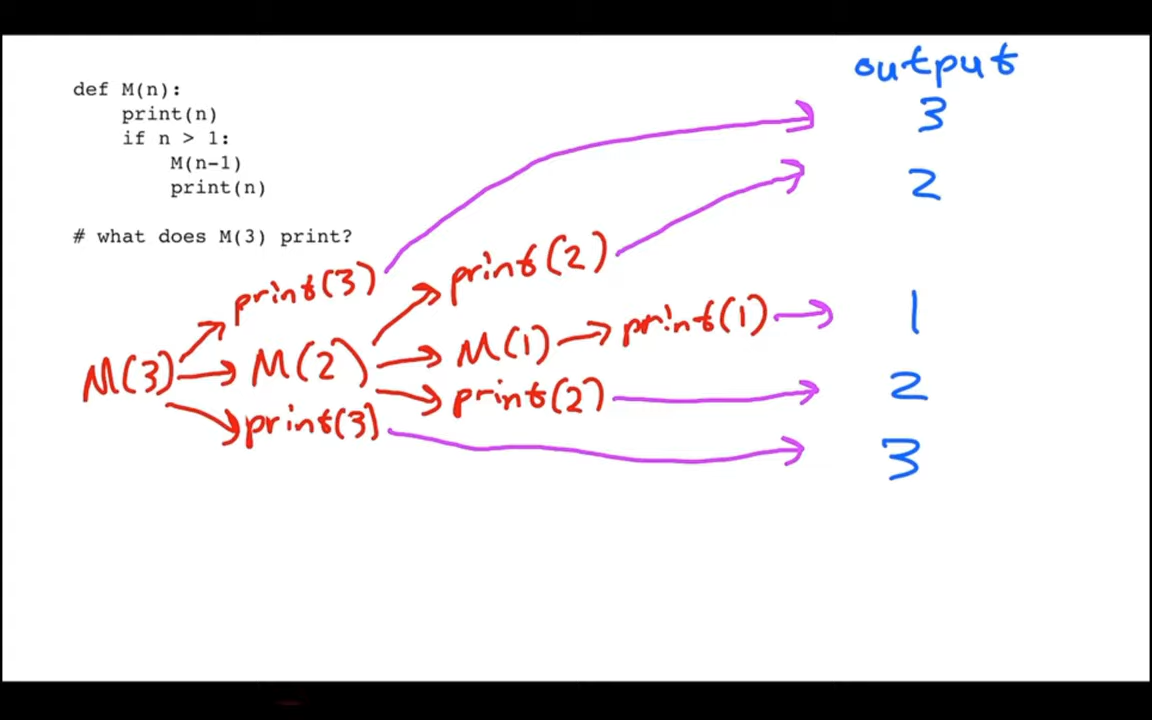 def M(n):
    print(n)
    if n > 1:
        M(n-1)
        print(n)
# what does M(3) print?
print(3)
print(2)
M(3)
M(2)
M(1)
print(1)
print(2)
print(3)
output
3
2
1
2
3